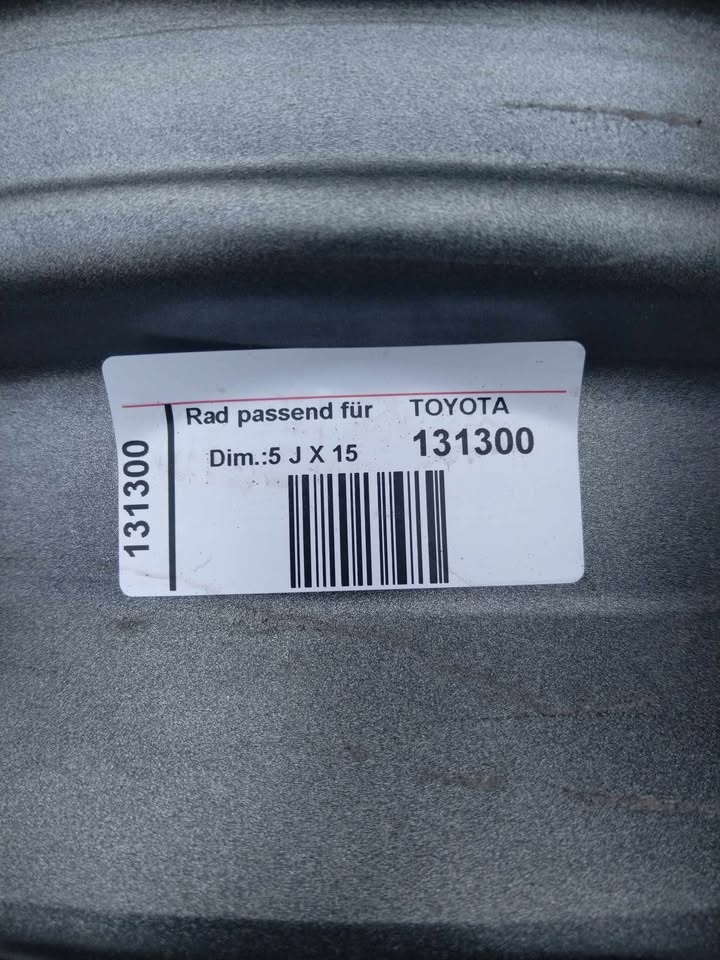 131300
Rad passend für TOYOTA
Dim.:5 J X 15 131300